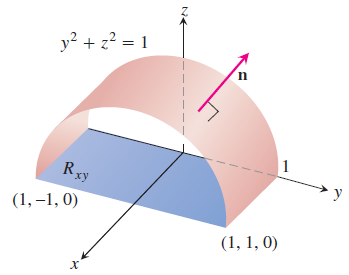 z
y² + z² = 1
n
R_xy
1
y
(1, –1, 0)
(1, 1, 0)
x